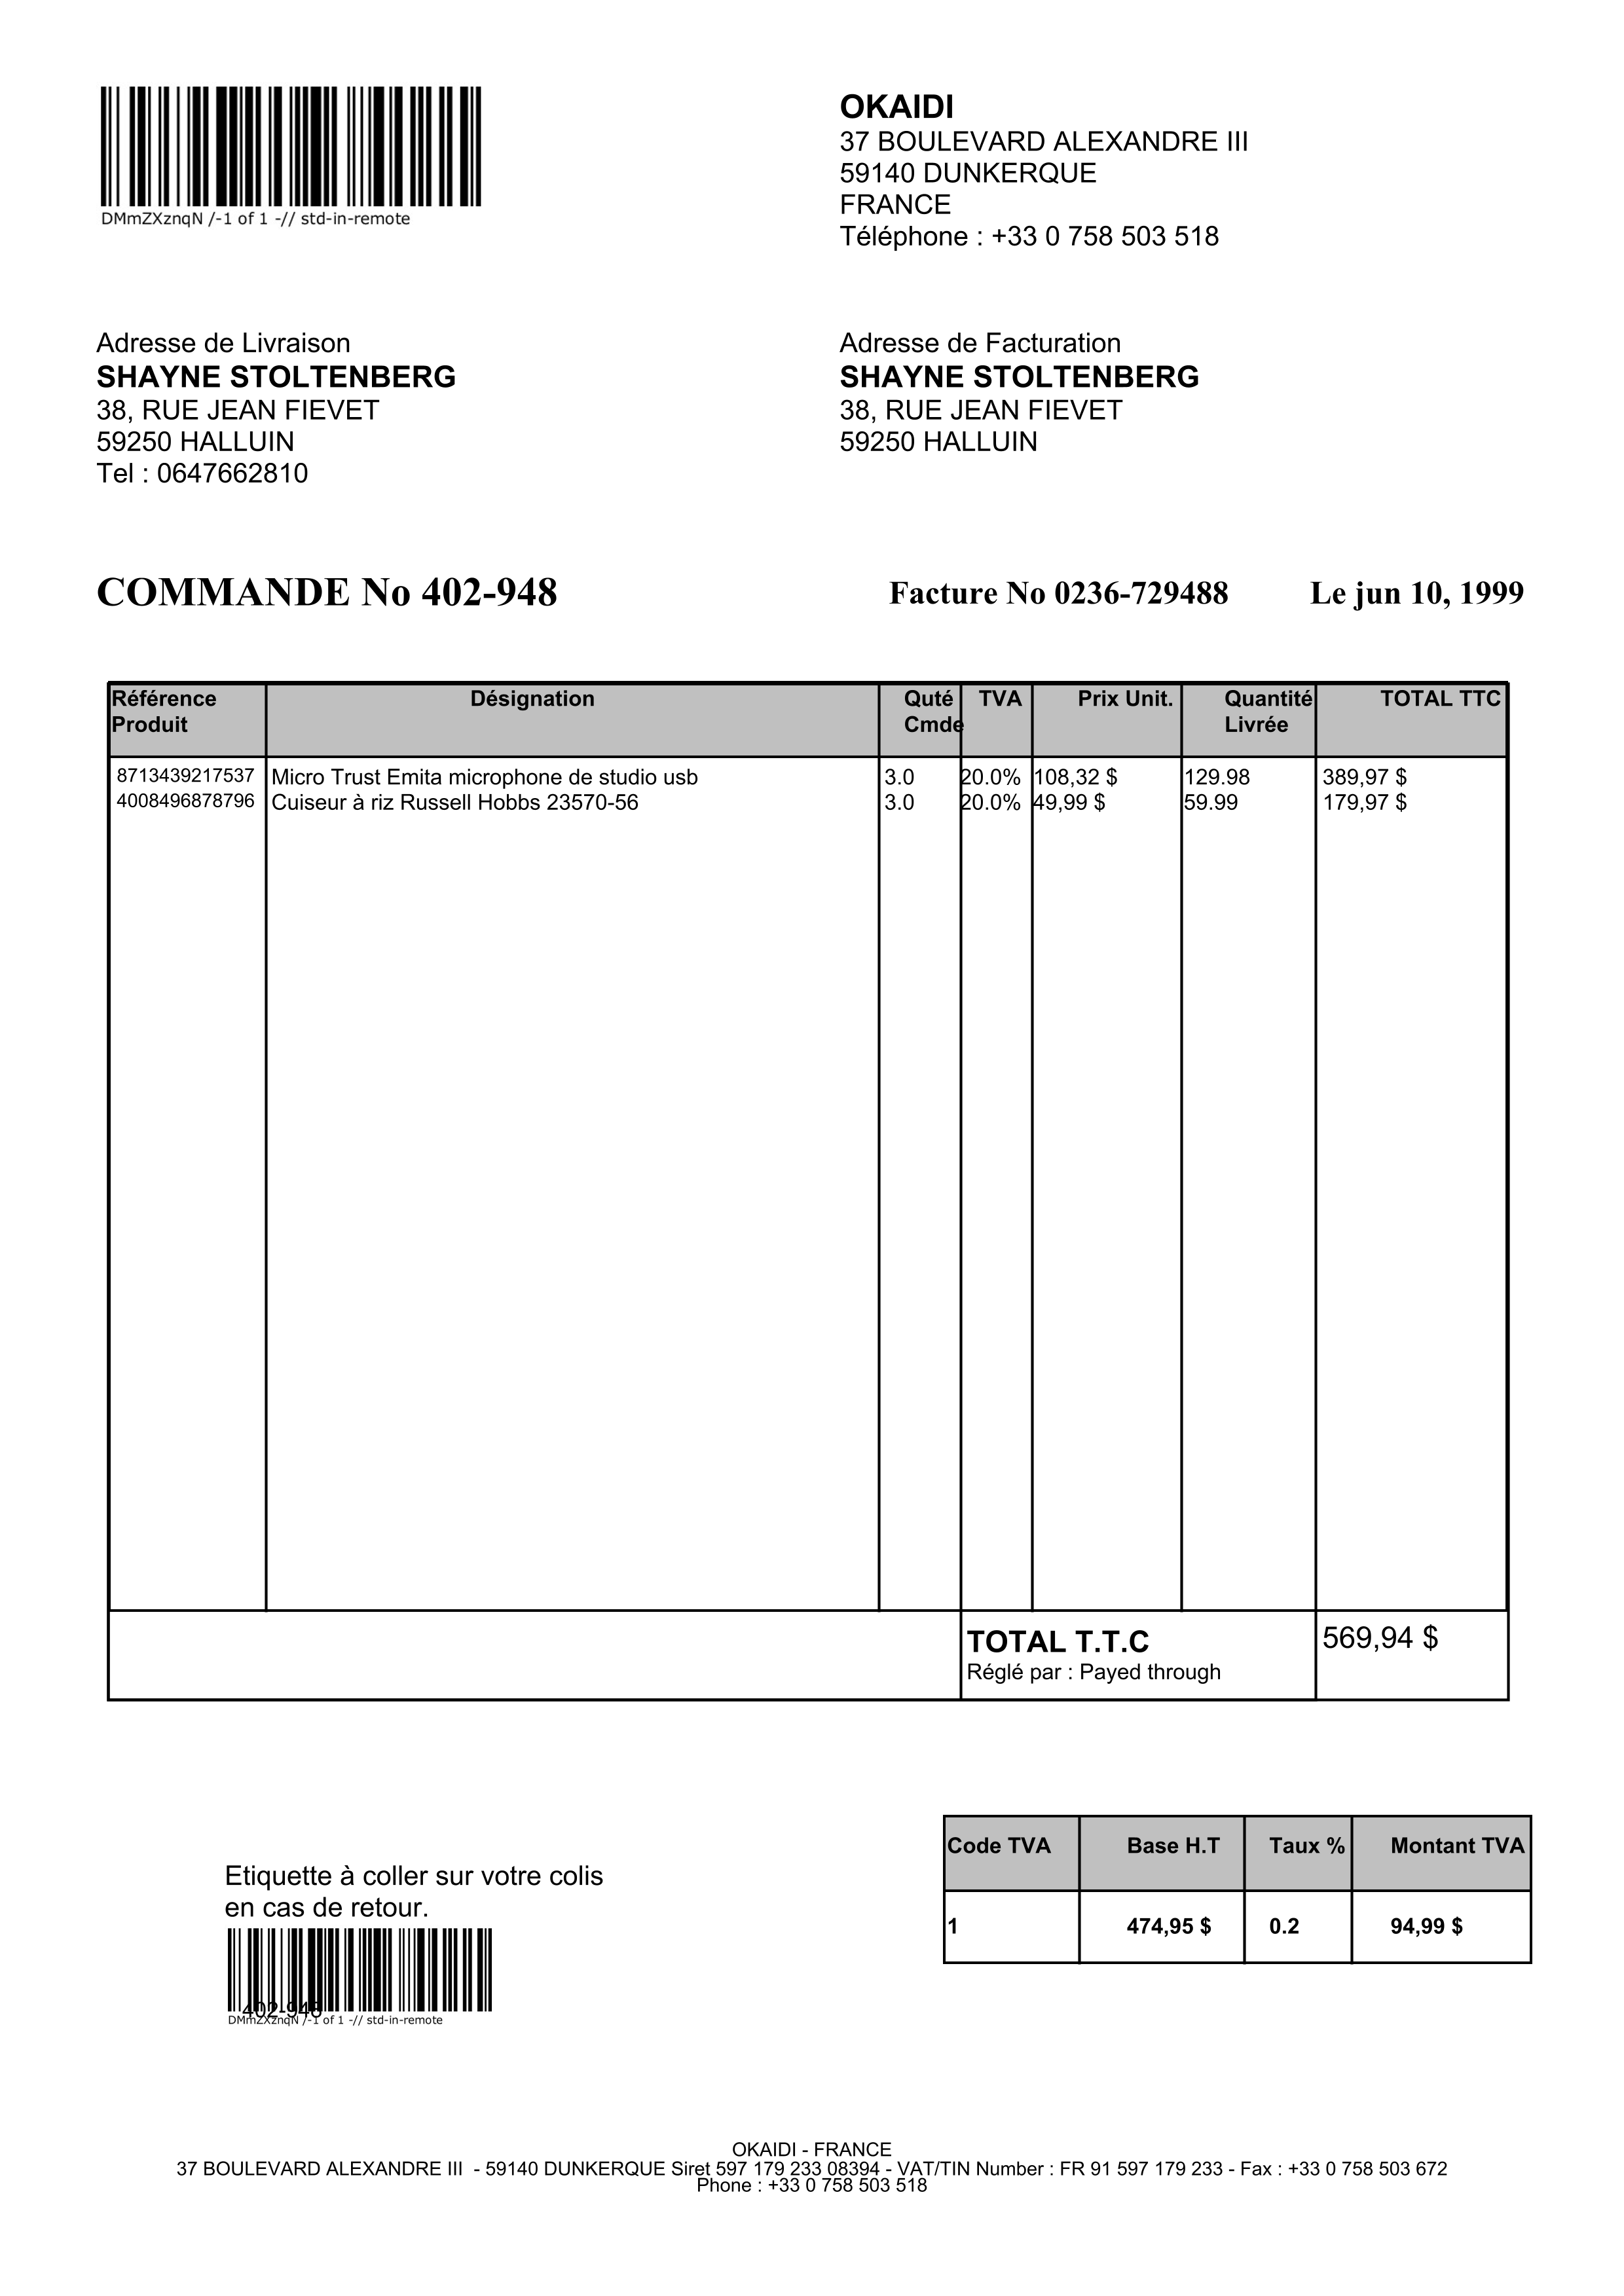 DMmZXznqN /-1 of 1 -// std-in-remote
OKAIDI
37 BOULEVARD ALEXANDRE III
59140 DUNKERQUE
FRANCE
Téléphone : +33 0 758 503 518
Adresse de Livraison
SHAYNE STOLTENBERG
38, RUE JEAN FIEVET
59250 HALLUIN
Tel : 0647662810
Adresse de Facturation
SHAYNE STOLTENBERG
38, RUE JEAN FIEVET
59250 HALLUIN
COMMANDE No 402-948 Facture No 0236-729488 Le jun 10, 1999
Référence Désignation Quté TVA Prix Unit. Quantité TOTAL TTC
Produit Cmde Livrée
8713439217537 Micro Trust Emita microphone de studio usb 3.0 20.0% 108,32 $ 129.98 389,97 $
4008496878796 Cuiseur à riz Russell Hobbs 23570-56 3.0 20.0% 49,99 $ 59.99 179,97 $
TOTAL T.T.C 569,94 $
Réglé par : Payed through
Code TVA Base H.T Taux % Montant TVA
1 474,95 $ 0.2 94,99 $
Etiquette à coller sur votre colis
en cas de retour.
402-948
DMmZXznqN /-1 of 1 -// std-in-remote
OKAIDI - FRANCE
37 BOULEVARD ALEXANDRE III - 59140 DUNKERQUE Siret 597 179 233 08394 - VAT/TIN Number : FR 91 597 179 233 - Fax : +33 0 758 503 672
Phone : +33 0 758 503 518